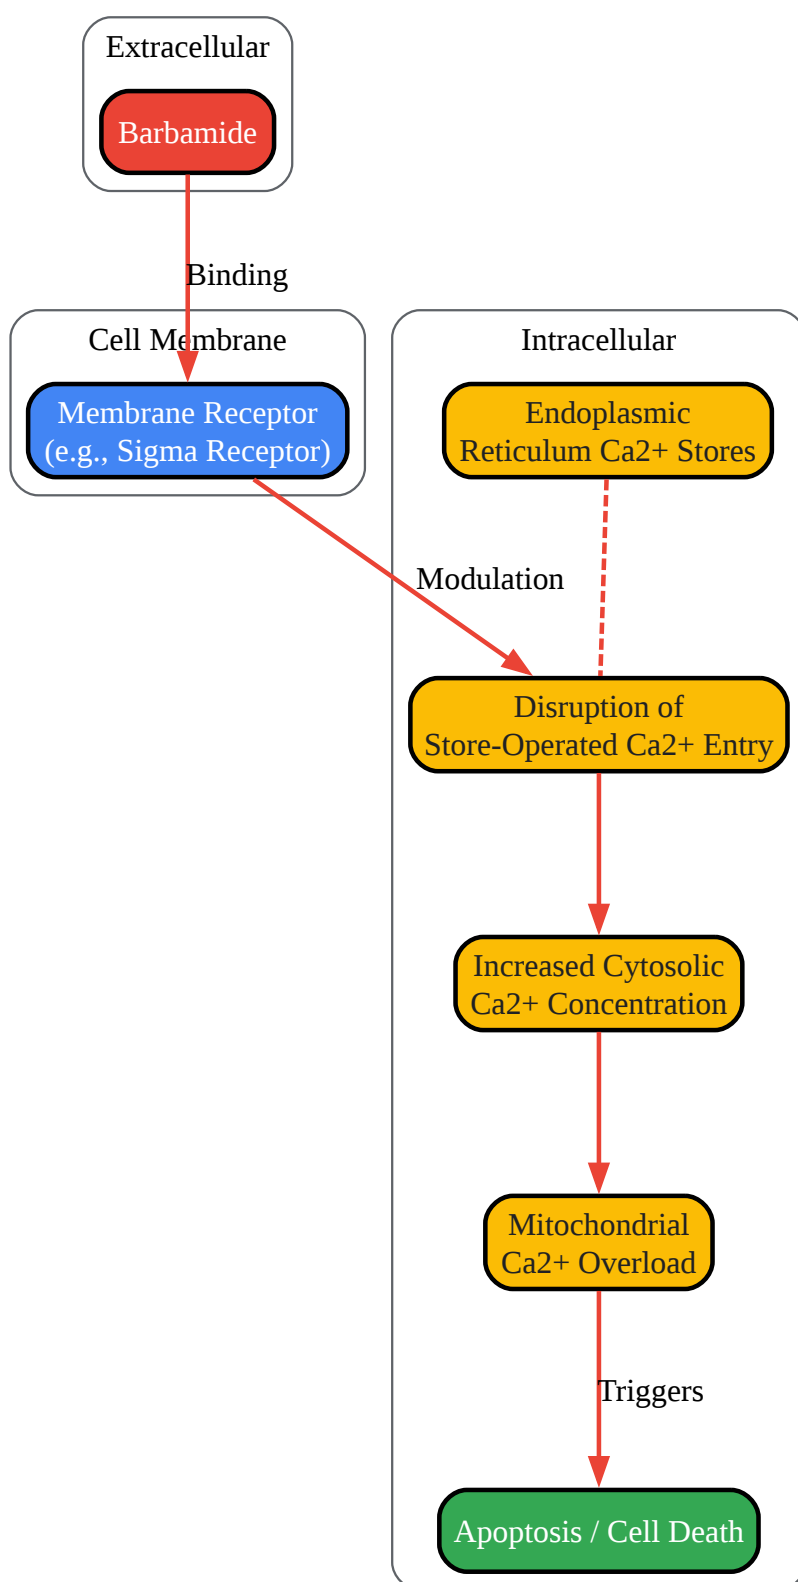 Extracellular
Barbamide
Binding
Cell Membrane
Membrane Receptor
(e.g., Sigma Receptor)
Intracellular
Endoplasmic
Reticulum Ca2+ Stores
Modulation
Disruption of
Store-Operated Ca2+ Entry
Increased Cytosolic
Ca2+ Concentration
Mitochondrial
Ca2+ Overload
Triggers
Apoptosis / Cell Death